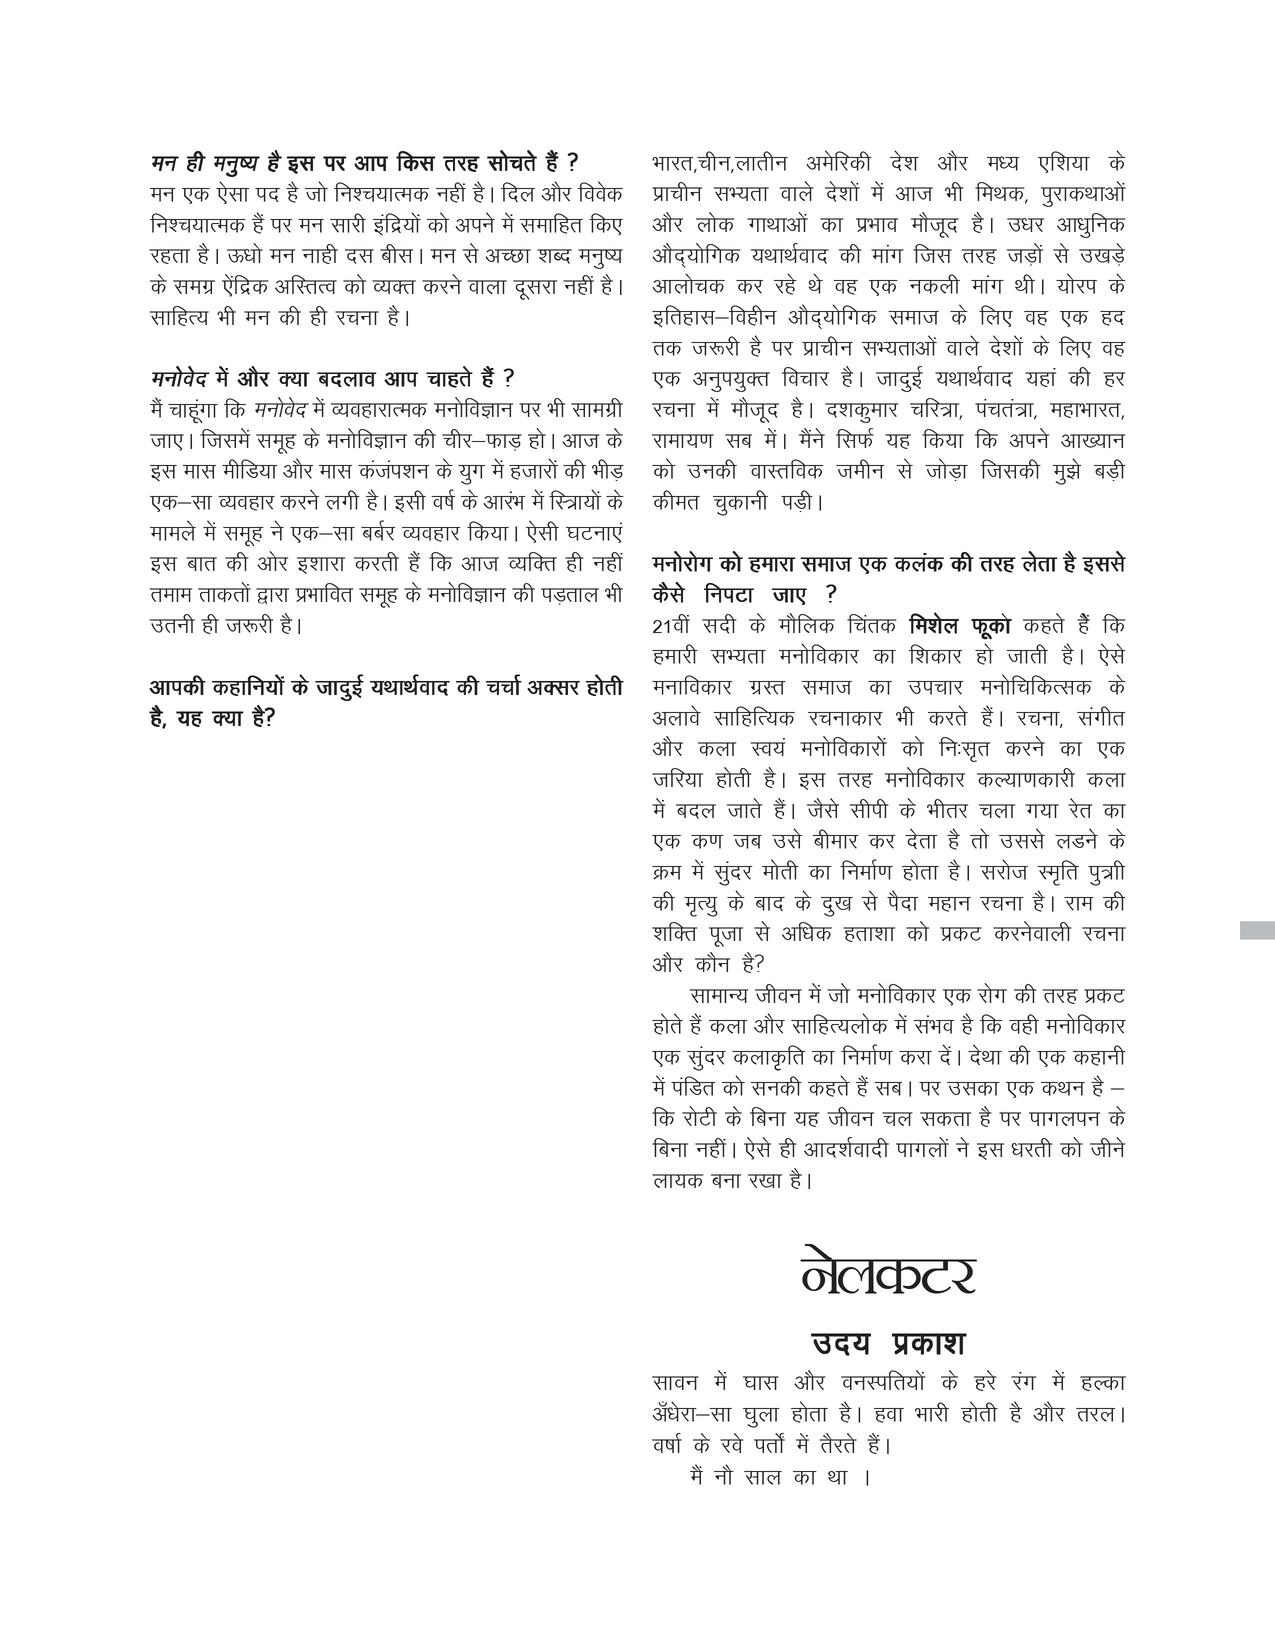 मन ही मनुष्य है इस पर आप किस तरह सोचते हैं ?
मन एक ऐसा पद है जो निश्चयात्मक नहीं है। दिल और विवेक
निश्चयात्मक हैं पर मन सारी इंद्रियों को अपने में समाहित किए
रहता है। ऊधो मन नाही दस बीस। मन से अच्छा शब्द मनुष्य
के समग्र ऐंद्रिक अस्तित्व को व्यक्त करने वाला दूसरा नहीं है।
साहित्य भी मन की ही रचना है।
मनोवेद में और क्या बदलाव आप चाहते हैं ?
मैं चाहूंगा कि मनोवेद में व्यवहारात्मक मनोविज्ञान पर भी सामग्री
जाए। जिसमें समूह के मनोविज्ञान की चीर–फाड़ हो। आज के
इस मास मीडिया और मास कंजंपशन के युग में हजारों की भीड़
एक–सा व्यवहार करने लगी है। इसी वर्ष के आरंभ में स्त्रिायों के
मामले में समूह ने एक–सा बर्बर व्यवहार किया। ऐसी घटनाएं
इस बात की ओर इशारा करती हैं कि आज व्यक्ति ही नहीं
तमाम ताकतों द्वारा प्रभावित समूह के मनोविज्ञान की पड़ताल भी
उतनी ही जरूरी है।
आपकी कहानियों के जादुई यथार्थवाद की चर्चा अक्सर होती
है, यह क्या है?
भारत,चीन,लातीन अमेरिकी देश और मध्य एशिया के
प्राचीन सभ्यता वाले देशों में आज भी मिथक, पुराकथाओं
और लोक गाथाओं का प्रभाव मौजूद है। उधर आधुनिक
औद्योगिक यथार्थवाद की मांग जिस तरह जड़ों से उखड़े
आलोचक कर रहे थे वह एक नकली मांग थी। योरप के
इतिहास–विहीन औद्योगिक समाज के लिए वह एक हद
तक जरूरी है पर प्राचीन सभ्यताओं वाले देशों के लिए वह
एक अनुपयुक्त विचार है। जादुई यथार्थवाद यहां की हर
रचना में मौजूद है। दशकुमार चरित्रा, पंचतंत्रा, महाभारत,
रामायण सब में। मैंने सिर्फ यह किया कि अपने आख्यान
को उनकी वास्तविक जमीन से जोड़ा जिसकी मुझे बड़ी
कीमत चुकानी पड़ी।
मनोरोग को हमारा समाज एक कलंक की तरह लेता है इससे
कैसे निपटा जाए ?
21वीं सदी के मौलिक चिंतक मिशेल फूको कहते हैं कि
हमारी सभ्यता मनोविकार का शिकार हो जाती है। ऐसे
मनाविकार ग्रस्त समाज का उपचार मनोचिकित्सक के
अलावे साहित्यिक रचनाकार भी करते हैं। रचना, संगीत
और कला स्वयं मनोविकारों को निःसृत करने का एक
जरिया होती है। इस तरह मनोविकार कल्याणकारी कला
में बदल जाते हैं। जैसे सीपी के भीतर चला गया रेत का
एक कण जब उसे बीमार कर देता है तो उससे लडने के
क्रम में सुंदर मोती का निर्माण होता है। सरोज स्मृति पुत्राी
की मृत्यु के बाद के दुख से पैदा महान रचना है। राम की
शक्ति पूजा से अधिक हताशा को प्रकट करनेवाली रचना
और कौन है?
सामान्य जीवन में जो मनोविकार एक रोग की तरह प्रकट
होते हैं कला और साहित्यलोक में संभव है कि वही मनोविकार
एक सुंदर कलाकृति का निर्माण करा दें। देथा की एक कहानी
में पंडित को सनकी कहते हैं सब। पर उसका एक कथन है –
कि रोटी के बिना यह जीवन चल सकता है पर पागलपन के
बिना नहीं। ऐसे ही आदर्शवादी पागलों ने इस धरती को जीने
लायक बना रखा है।
नेलकटर
उदय प्रकाश
सावन में घास और वनस्पतियों के हरे रंग में हल्का
अँधेरा–सा घुला होता है। हवा भारी होती है और तरल।
वर्षा के रवे पर्तों में तैरते हैं।
मैं नौ साल का था ।